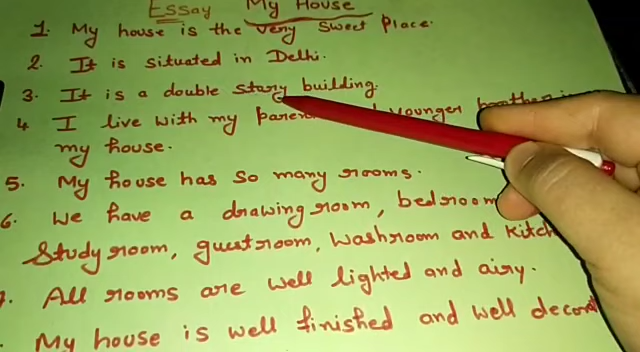 Essay My House
1. My house is the very sweet place.
2. It is situated in Delhi.
3. It is a double story building.
4 I live with my younger
my house.
5. My house has so many rooms.
6. We have a drawing room, bedroom
Study room, guestroom, washroom and
All rooms are well lighted and airy.
My house is well finished and well